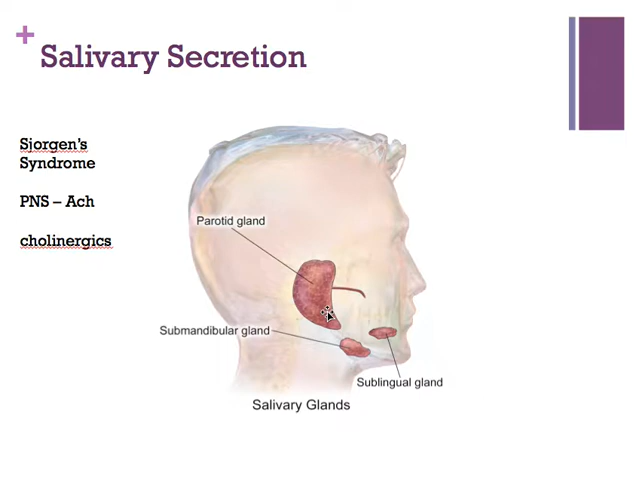 +
Salivary Secretion
Sjorgen's
Syndrome
PNS – Ach
cholinergics
Parotid gland
Submandibular gland
Sublingual gland
Salivary Glands